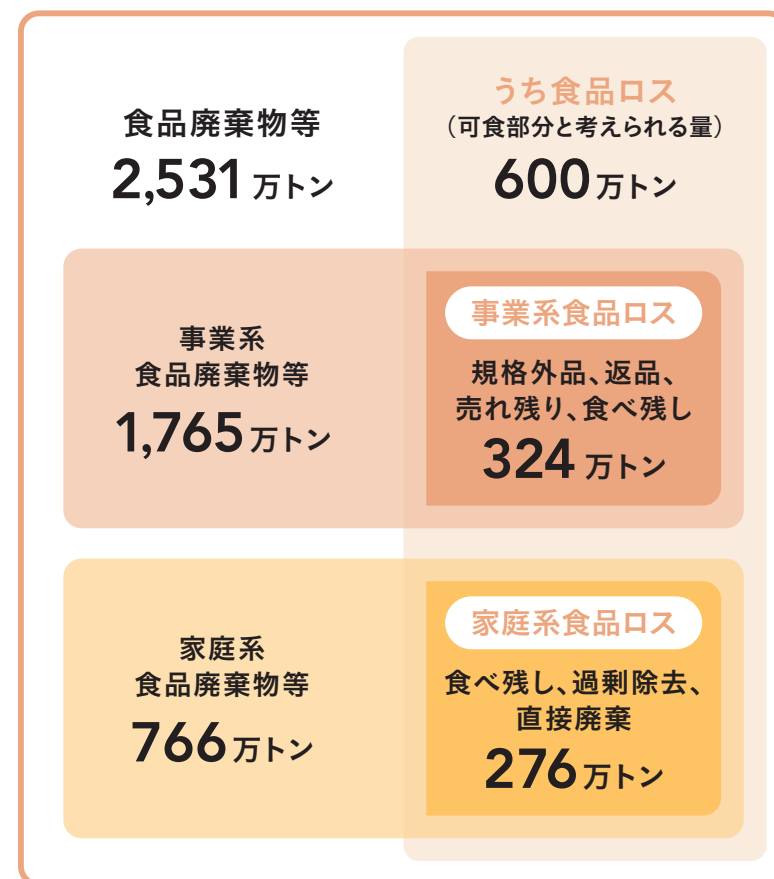 食品廃棄物等
2,531 万トン
うち食品ロス
（可食部分と考えられる量）
600 万トン
事業系
食品廃棄物等
1,765 万トン
事業系食品ロス
規格外品、返品、
売れ残り、食べ残し
324 万トン
家庭系
食品廃棄物等
766 万トン
家庭系食品ロス
食べ残し、過剰除去、
直接廃棄
276 万トン